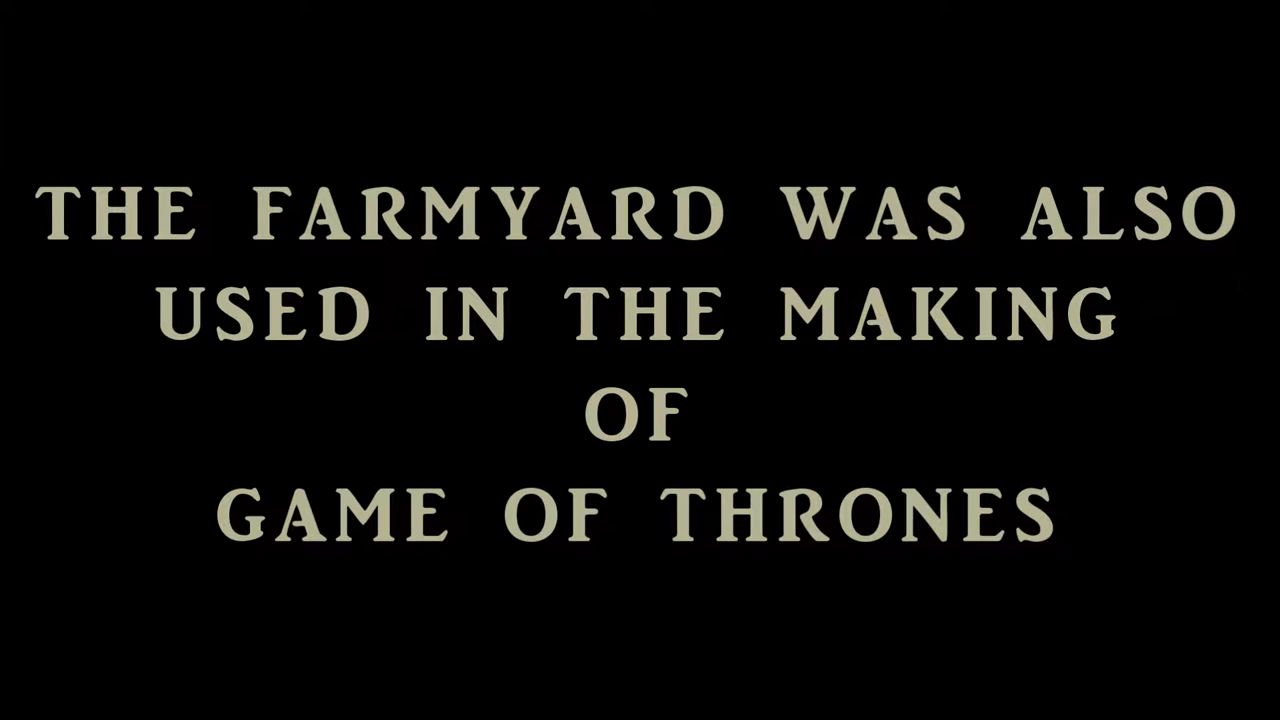 THE FARMYARD WAS ALSO
USED IN THE MAKING
OF
GAME OF THRONES